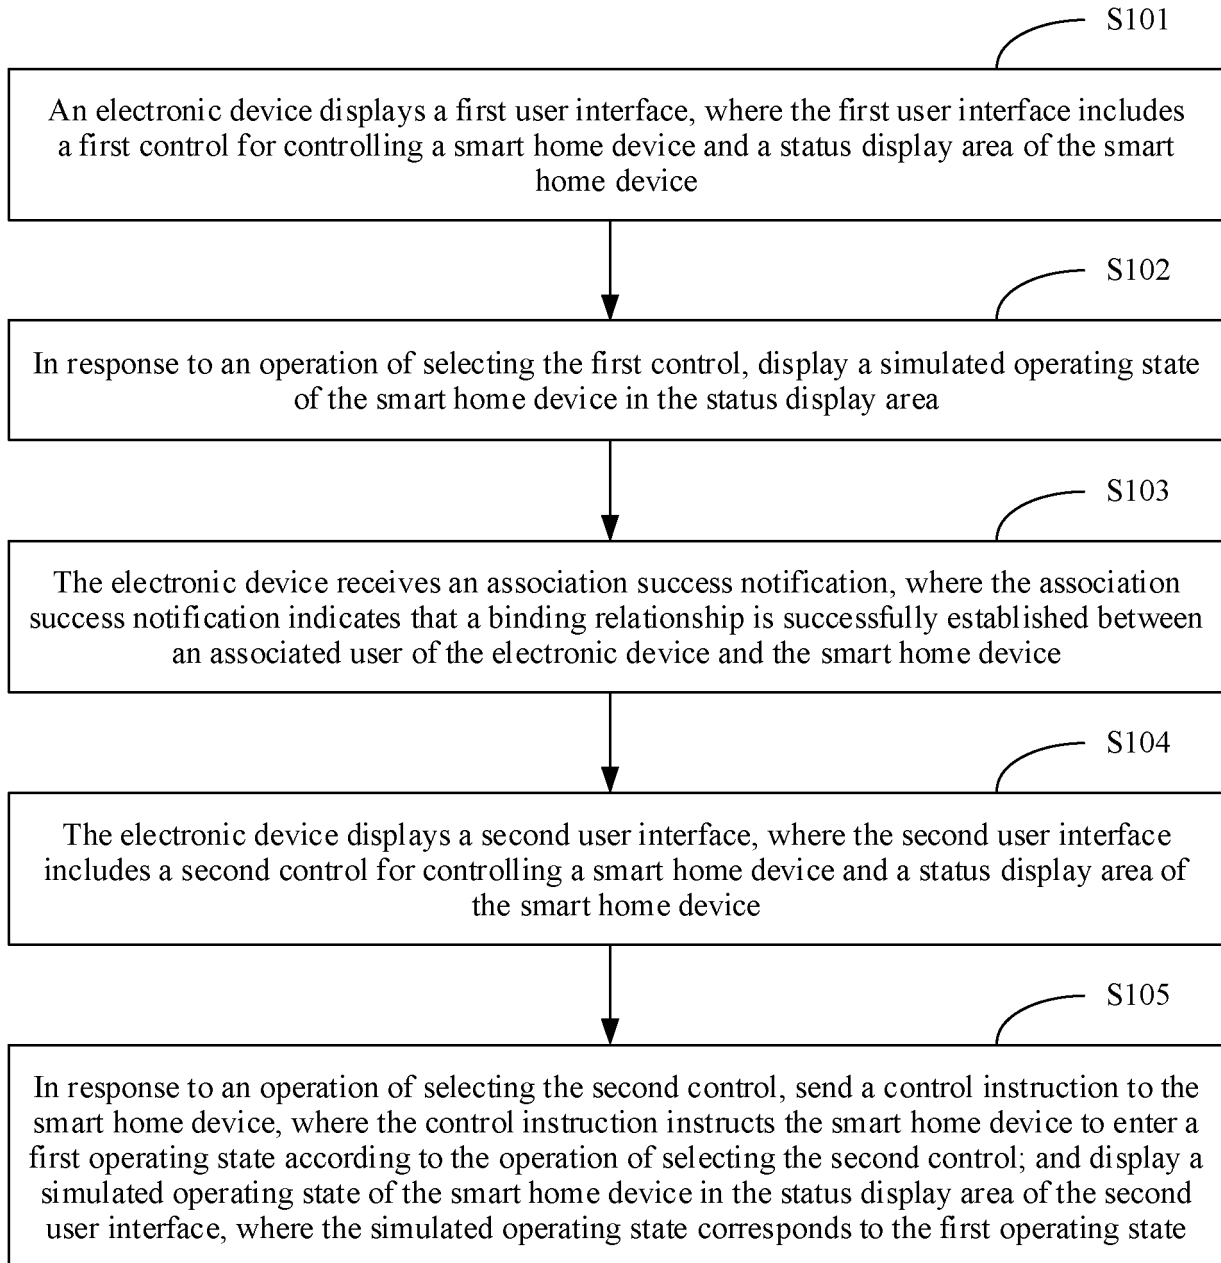 S101
An electronic device displays a first user interface, where the first user interface includes
a first control for controlling a smart home device and a status display area of the smart
home device
S102
In response to an operation of selecting the first control, display a simulated operating state
of the smart home device in the status display area
S103
The electronic device receives an association success notification, where the association
success notification indicates that a binding relationship is successfully established between
an associated user of the electronic device and the smart home device
S104
The electronic device displays a second user interface, where the second user interface
includes a second control for controlling a smart home device and a status display area of
the smart home device
S105
In response to an operation of selecting the second control, send a control instruction to the
smart home device, where the control instruction instructs the smart home device to enter a
first operating state according to the operation of selecting the second control; and display a
simulated operating state of the smart home device in the status display area of the second
user interface, where the simulated operating state corresponds to the first operating state